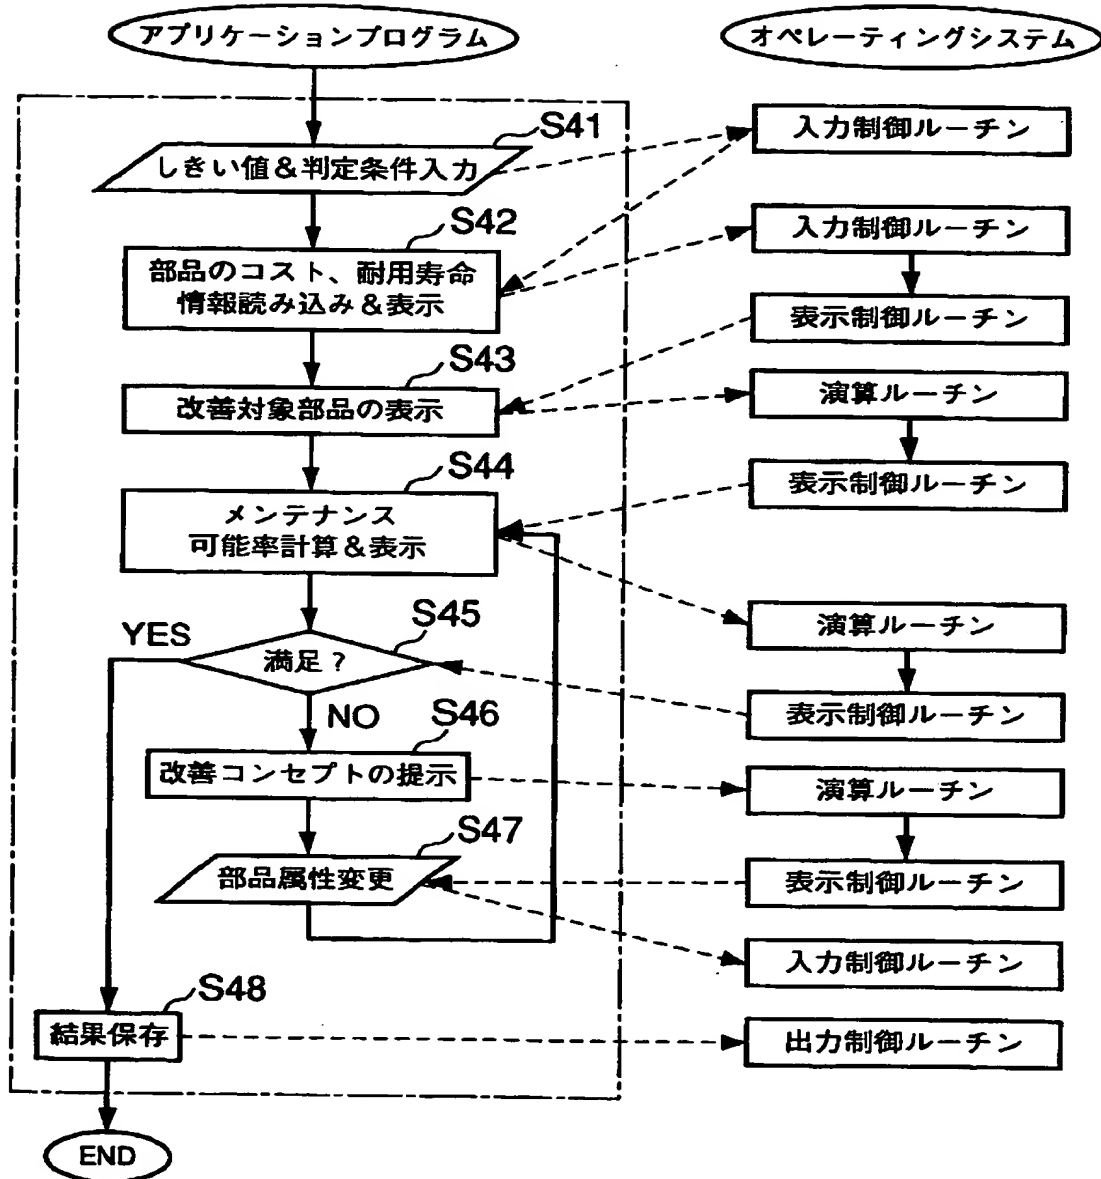 アプリケーションプログラム
オペレーティングシステム
S41
しきい値&判定条件入力
入力制御ルーチン
S42
部品のコスト、耐用寿命
情報読み込み&表示
入力制御ルーチン
表示制御ルーチン
S43
改善対象部品の表示
演算ルーチン
S44
メンテナンス
可能率計算&表示
表示制御ルーチン
S45
YES
満足?
演算ルーチン
表示制御ルーチン
NO
S46
改善コンセプトの提示
演算ルーチン
S47
部品属性変更
表示制御ルーチン
入力制御ルーチン
S48
結果保存
出力制御ルーチン
END